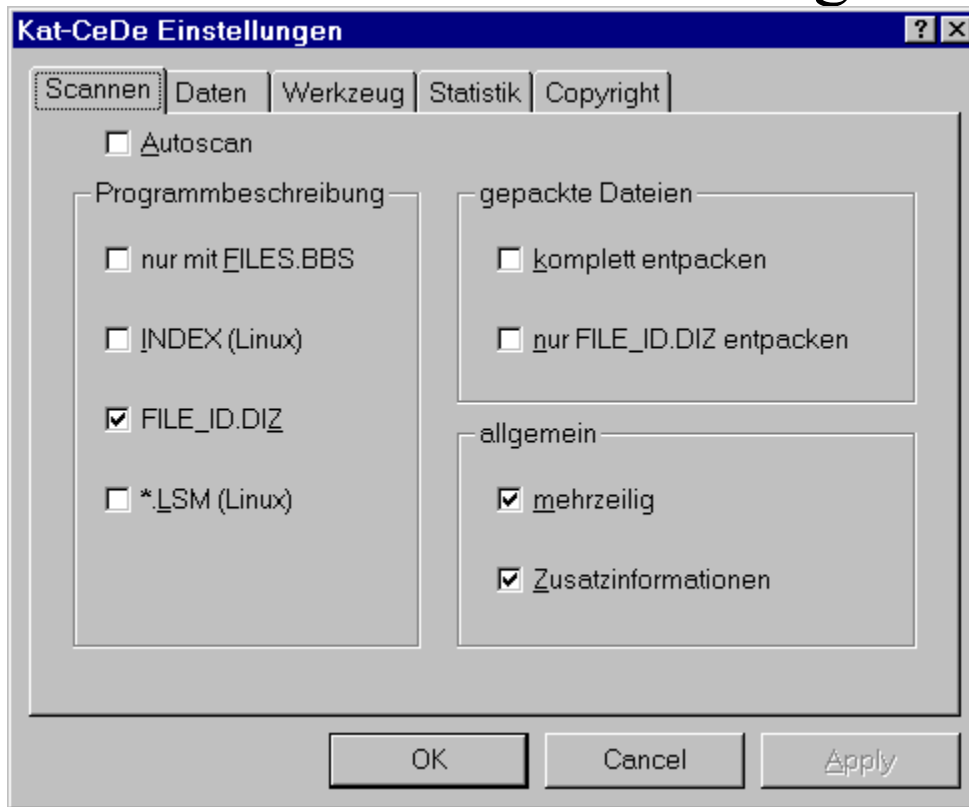 Kat-CeDe Einstellungen
Scannen Daten Werkzeug Statistik Copyright
Autoscan
Programmbeschreibung
nur mit FILES.BBS
INDEX (Linux)
FILE_ID.DIZ
*.LSM (Linux)
gepackte Dateien
komplett entpacken
nur FILE_ID.DIZ entpacken
allgemein
mehrzeilig
Zusatzinformationen
OK Cancel Apply